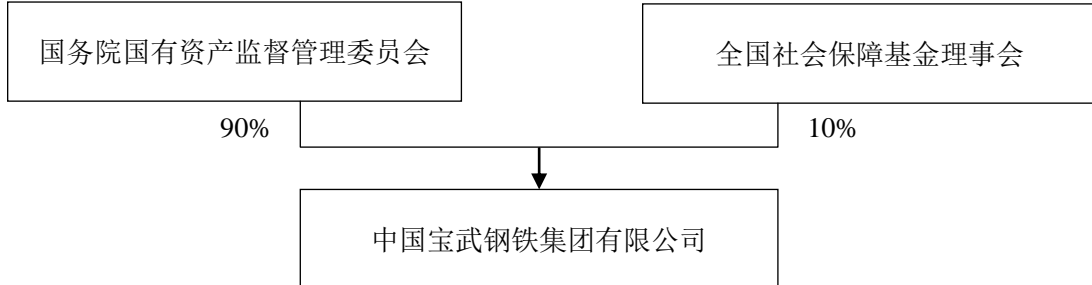 国务院国有资产监督管理委员会
全国社会保障基金理事会
90%
10%
中国宝武钢铁集团有限公司